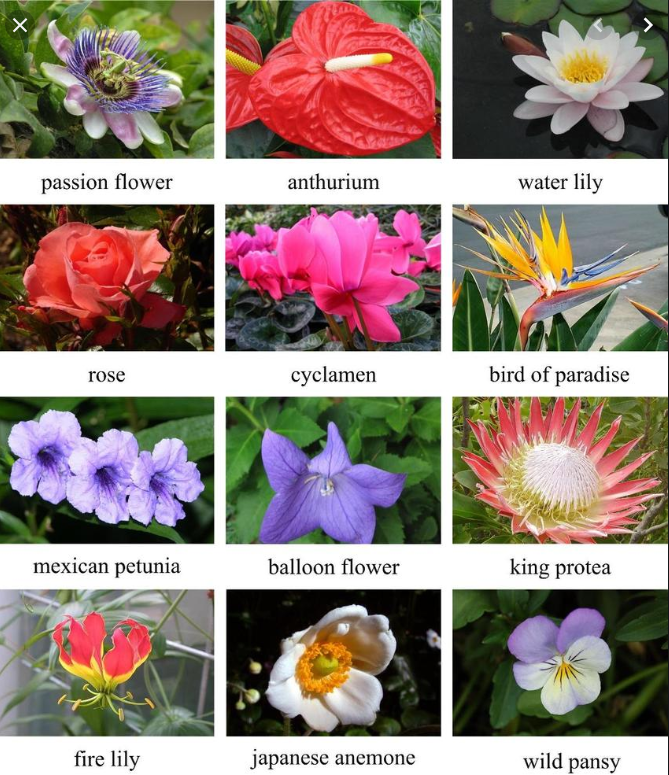 passion flower
anthurium
water lily
rose
cyclamen
bird of paradise
mexican petunia
balloon flower
king protea
fire lily
japanese anemone
wild pansy